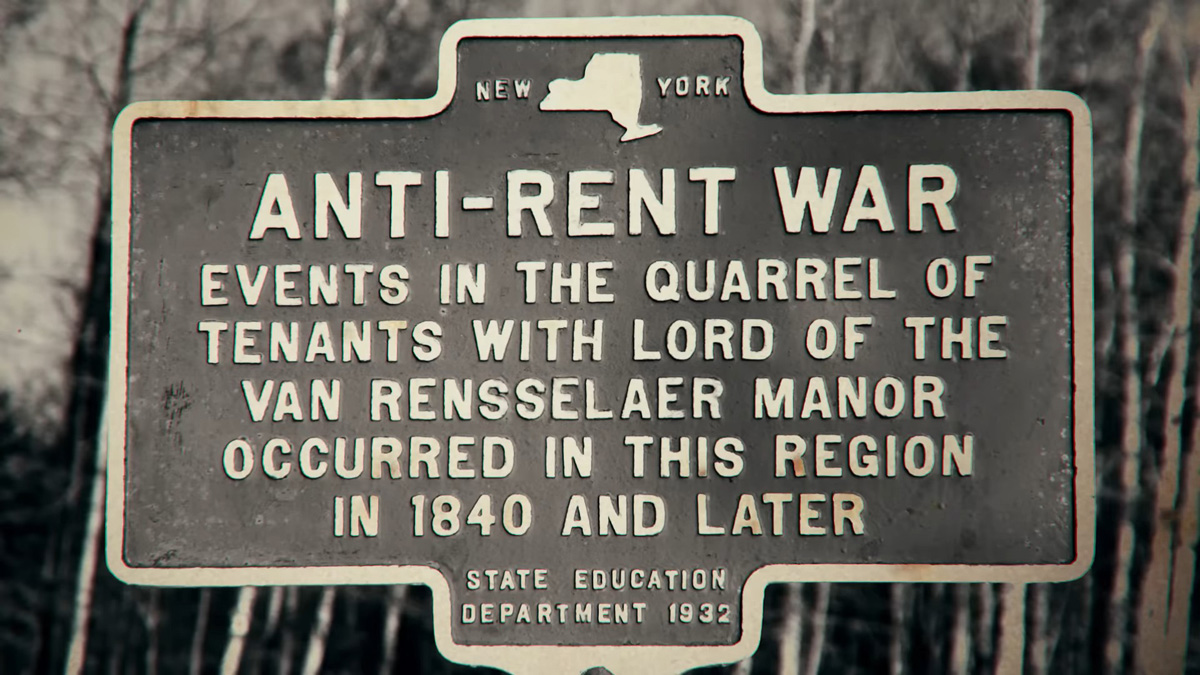 NEW YORK
ANTI-RENT WAR
EVENTS IN THE QUARREL OF
TENANTS WITH LORD OF THE
VAN RENSSELAER MANOR
OCCURRED IN THIS REGION
IN 1840 AND LATER
STATE EDUCATION
DEPARTMENT 1932